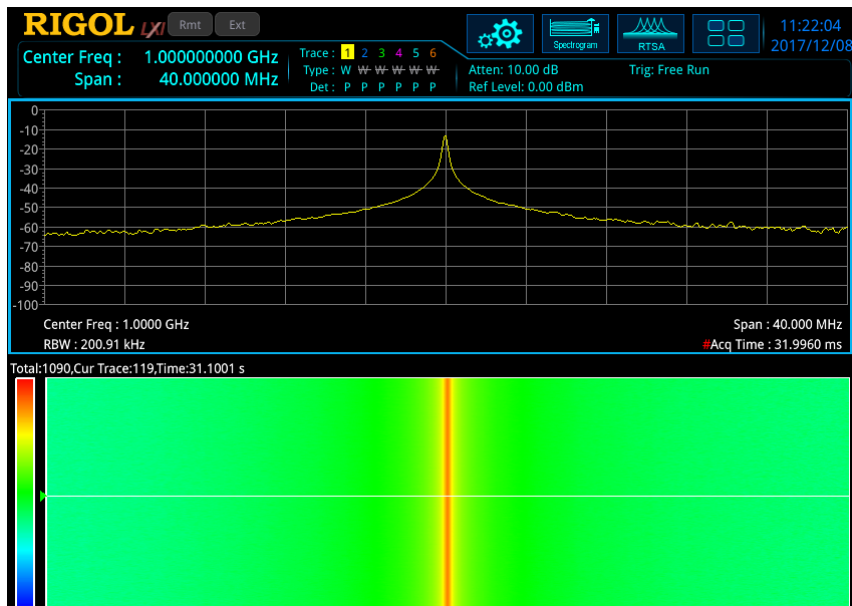 RIGOL LXI Rmt Ext
Spectrogram RTSA 11:22:04
2017/12/08
Center Freq : 1.000000000 GHz
Span : 40.000000 MHz
Trace : 1 2 3 4 5 6
Type : W W W W W W
Det : P P P P P P
Atten: 10.00 dB Trig: Free Run
Ref Level: 0.00 dBm
0
-10
-20
-30
-40
-50
-60
-70
-80
-90
-100
Center Freq : 1.0000 GHz Span : 40.000 MHz
RBW : 200.91 kHz #Acq Time : 31.9960 ms
Total:1090,Cur Trace:119,Time:31.1001 s